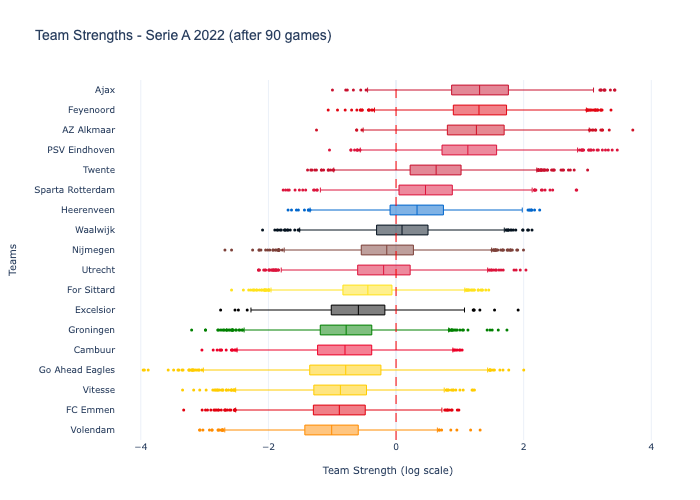 Team Strengths - Serie A 2022 (after 90 games)
Ajax
Feyenoord
AZ Alkmaar
PSV Eindhoven
Twente
Sparta Rotterdam
Heerenveen
Waalwijk
Nijmegen
Utrecht
For Sittard
Excelsior
Groningen
Cambuur
Go Ahead Eagles
Vitesse
FC Emmen
Volendam
Teams
−4 −2 0 2 4
Team Strength (log scale)